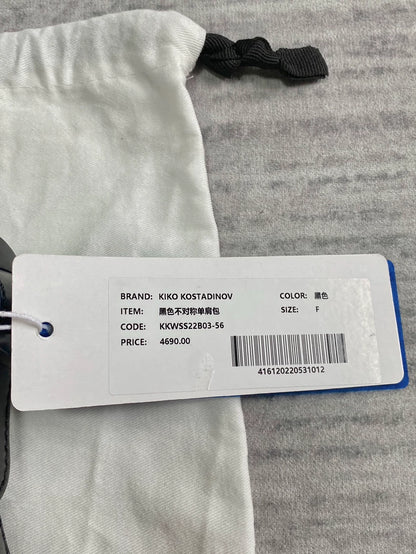 BRAND: KIKO KOSTADINOV COLOR: 黑色
ITEM: 黑色不对称单肩包 SIZE: F
CODE: KKWSS22B03-56
PRICE: 4690.00
416120220531012